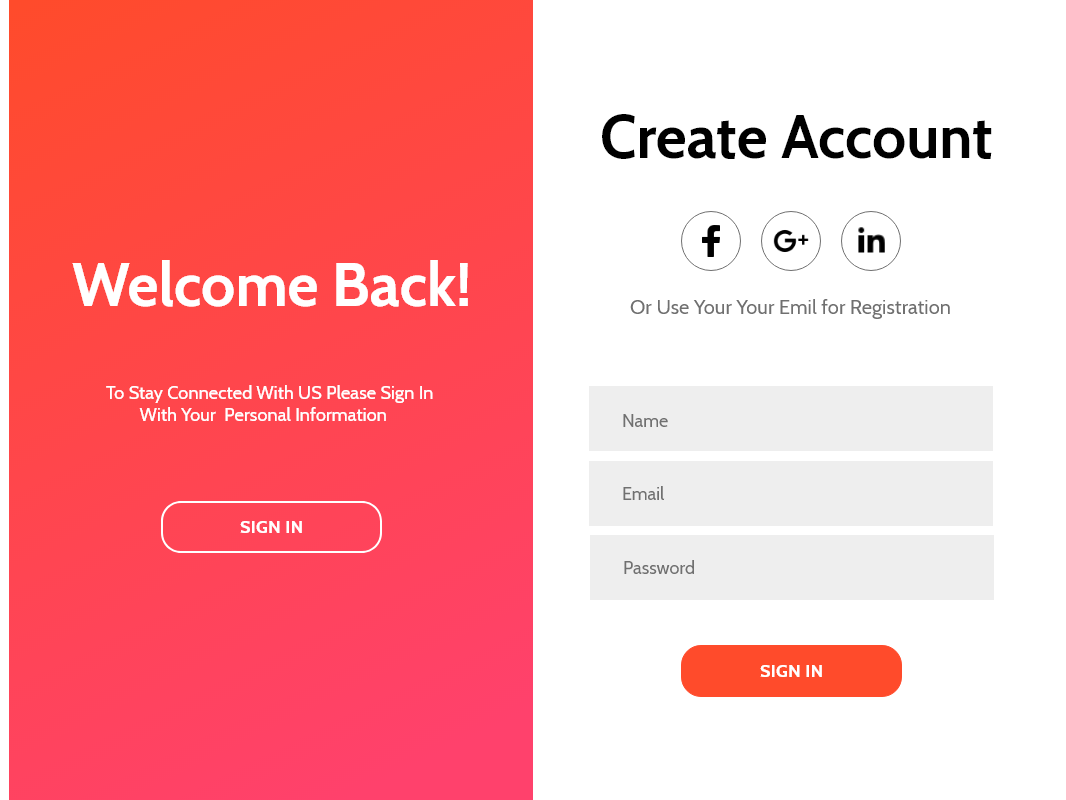 Welcome Back!
To Stay Connected With US Please Sign In
With Your  Personal Information
SIGN IN
Create Account
f
G+
in
Or Use Your Your Emil for Registration
Name
Email
Password
SIGN IN